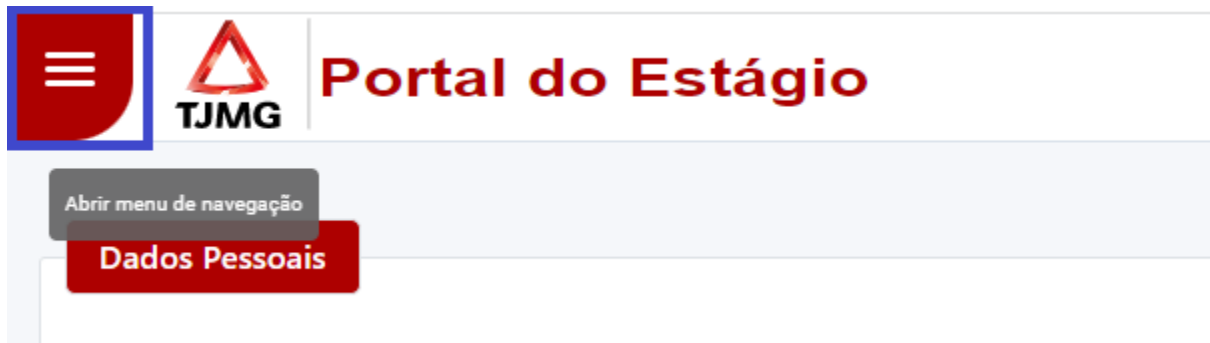 TJMG
Portal do Estágio
Abrir menu de navegação
Dados Pessoais